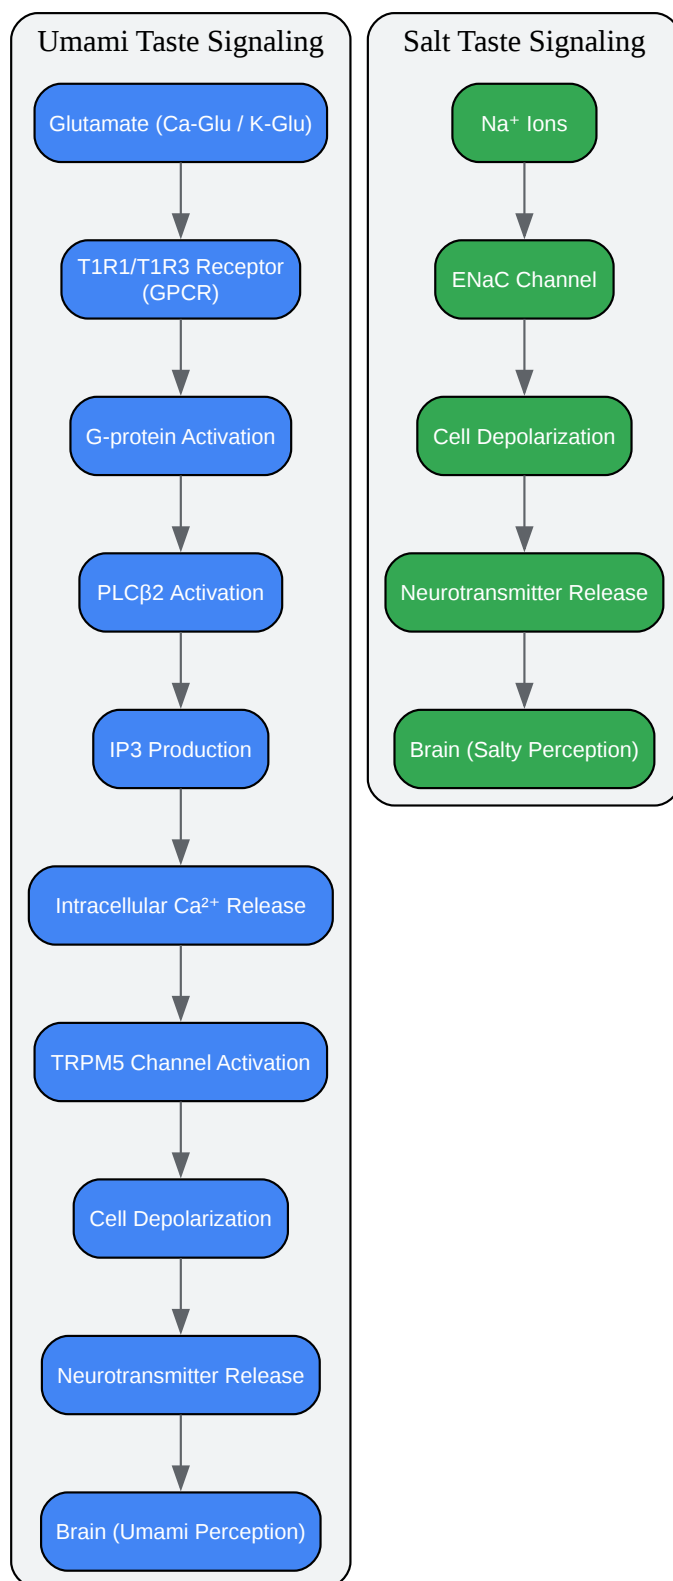 Umami Taste Signaling
Glutamate (Ca-Glu / K-Glu)
T1R1/T1R3 Receptor
(GPCR)
G-protein Activation
PLCβ2 Activation
IP3 Production
Intracellular Ca²⁺ Release
TRPM5 Channel Activation
Cell Depolarization
Neurotransmitter Release
Brain (Umami Perception)
Salt Taste Signaling
Na⁺ Ions
ENaC Channel
Cell Depolarization
Neurotransmitter Release
Brain (Salty Perception)